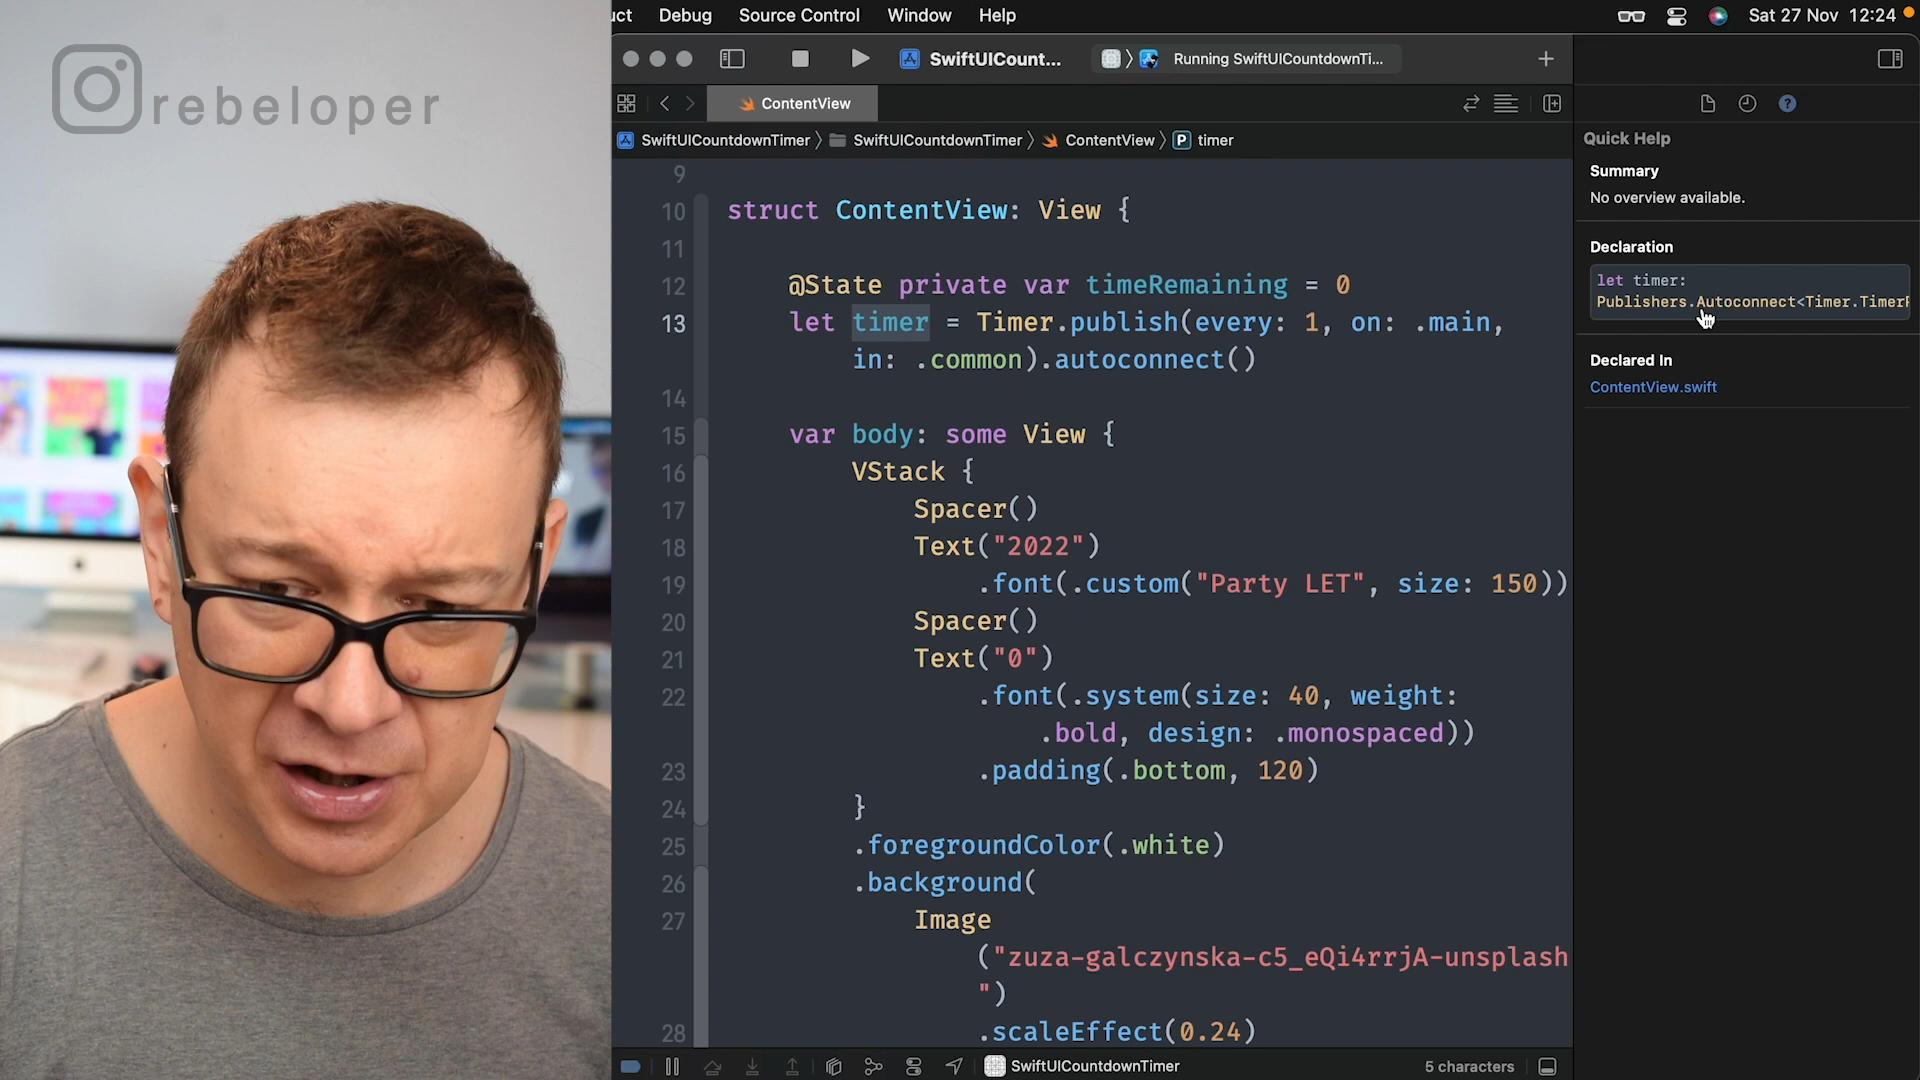 uct Debug Source Control Window Help Sat 27 Nov 12:24
rebeloper
SwiftUICount... Running SwiftUICountdownTi...
ContentView
SwiftUICountdownTimer SwiftUICountdownTimer ContentView P timer
9
10 struct ContentView: View {
11
12 @State private var timeRemaining = 0
13 let timer = Timer.publish(every: 1, on: .main,
in: .common).autoconnect()
14
15 var body: some View {
16 VStack {
17 Spacer()
18 Text("2022")
19 .font(.custom("Party LET", size: 150))
20 Spacer()
21 Text("0")
22 .font(.system(size: 40, weight:
.bold, design: .monospaced))
23 .padding(.bottom, 120)
24 }
25 .foregroundColor(.white)
26 .background(
27 Image
("zuza-galczynska-c5_eQi4rrjA-unsplash
")
28 .scaleEffect(0.24)
SwiftUICountdownTimer 5 characters
Quick Help
Summary
No overview available.
Declaration
let timer:
Publishers.Autoconnect<Timer.Timer
Declared In
ContentView.swift